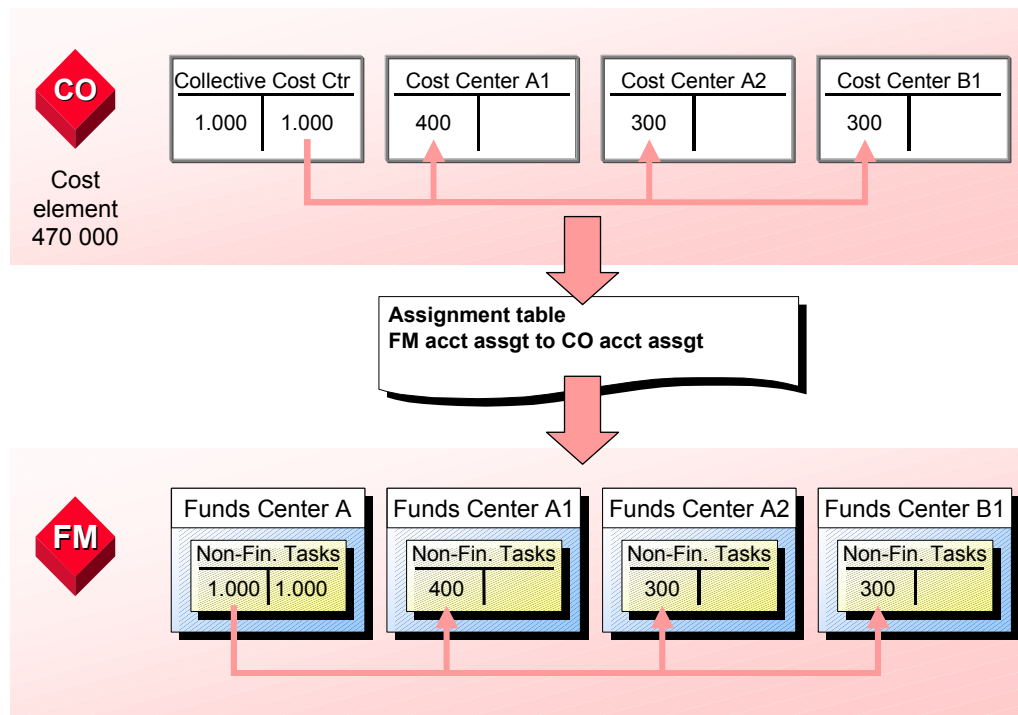 CO
Cost
element
470 000
Collective Cost Ctr
1.000 1.000
Cost Center A1
400
Cost Center A2
300
Cost Center B1
300
Assignment table
FM acct assgt to CO acct assgt
FM
Funds Center A
Non-Fin. Tasks
1.000 1.000
Funds Center A1
Non-Fin. Tasks
400
Funds Center A2
Non-Fin. Tasks
300
Funds Center B1
Non-Fin. Tasks
300